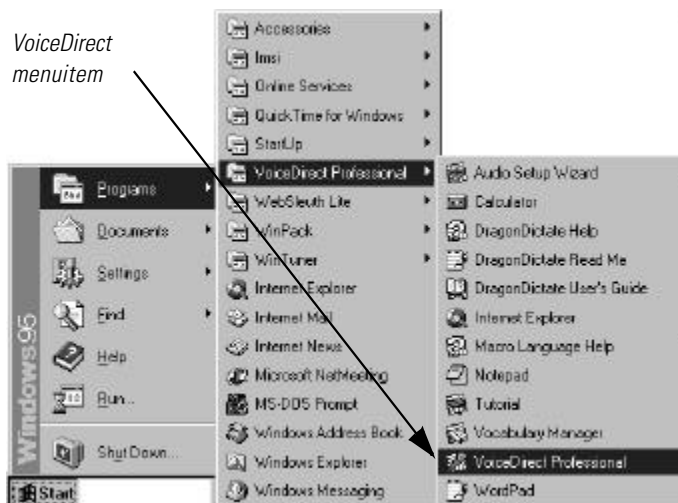 VoiceDirect
menuitem
Windows95
Programs
Documents
Settings
Find
Help
Run...
Shut Down...
Start
Accessories
Imsi
Online Services
QuickTime for Windows
StartUp
VoiceDirect Professional
WebSleuth Lite
WinPack
WinTuner
Internet Explorer
Internet Mail
Internet News
Microsoft NetMeeting
MS-DOS Prompt
Windows Address Book
Windows Explorer
Windows Messaging
Audio Setup Wizard
Calculator
DragonDictate Help
DragonDictate Read Me
DragonDictate User's Guide
Internet Explorer
Macro Language Help
Notepad
Tutorial
Vocabulary Manager
VoiceDirect Professional
WordPad